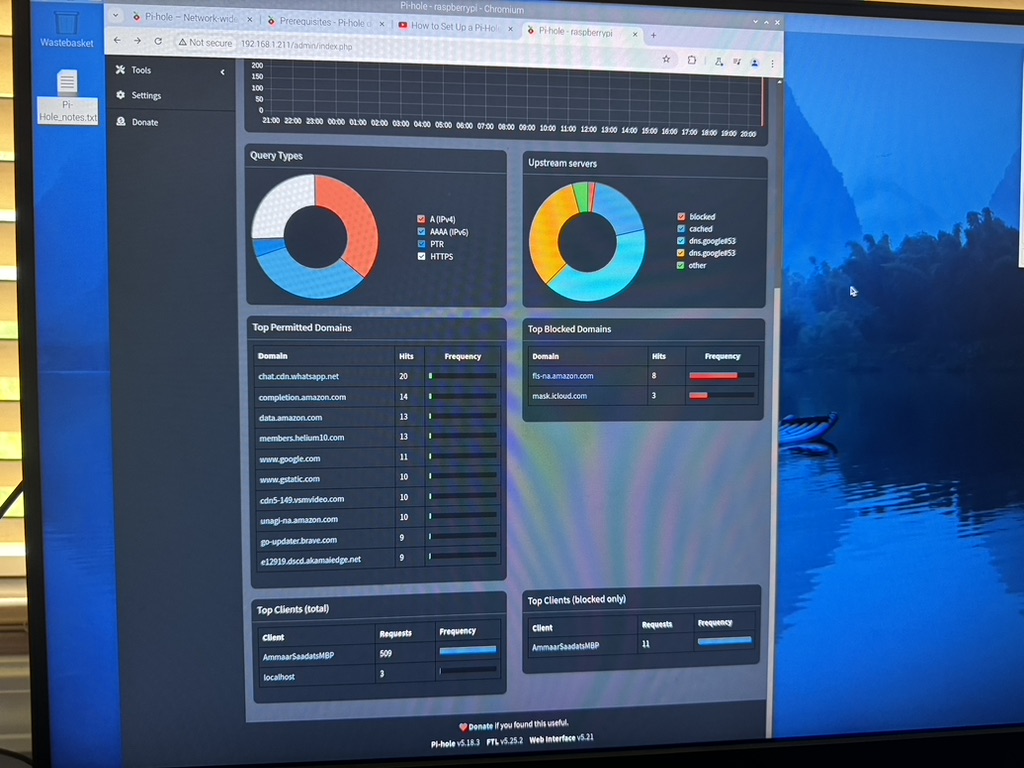 Pi-hole - raspberrypi - Chromium
Wastebasket
Pi-Hole_notes.txt
Pi-hole – Network-wide
Prerequisites - Pi-hole d
How to Set Up a Pi-Hole
Pi-hole - raspberrypi
Not secure 192.168.1.211/admin/index.php
Tools
Settings
Donate
200
150
100
50
0
21:00 22:00 23:00 00:00 01:00 02:00 03:00 04:00 05:00 06:00 07:00 08:00 09:00 10:00 11:00 12:00 13:00 14:00 15:00 16:00 17:00 18:00 19:00 20:00
Query Types
A (IPv4)
AAAA (IPv6)
PTR
HTTPS
Upstream servers
blocked
cached
dns.google#53
dns.google#53
other
Top Permitted Domains
Domain Hits Frequency
chat.cdn.whatsapp.net 20
completion.amazon.com 14
data.amazon.com 13
members.helium10.com 13
www.google.com 11
www.gstatic.com 10
cdn5-149.vsmvideo.com 10
unagi-na.amazon.com 10
go-updater.brave.com 9
e12919.dscd.akamaiedge.net 9
Top Blocked Domains
Domain Hits Frequency
fls-na.amazon.com 8
mask.icloud.com 3
Top Clients (total)
Client Requests Frequency
AmmaarSaadatsMBP 509
localhost 3
Top Clients (blocked only)
Client Requests Frequency
AmmaarSaadatsMBP 11
Donate if you found this useful.
Pi-hole v5.18.3 FTL v5.25.2 Web Interface v5.21